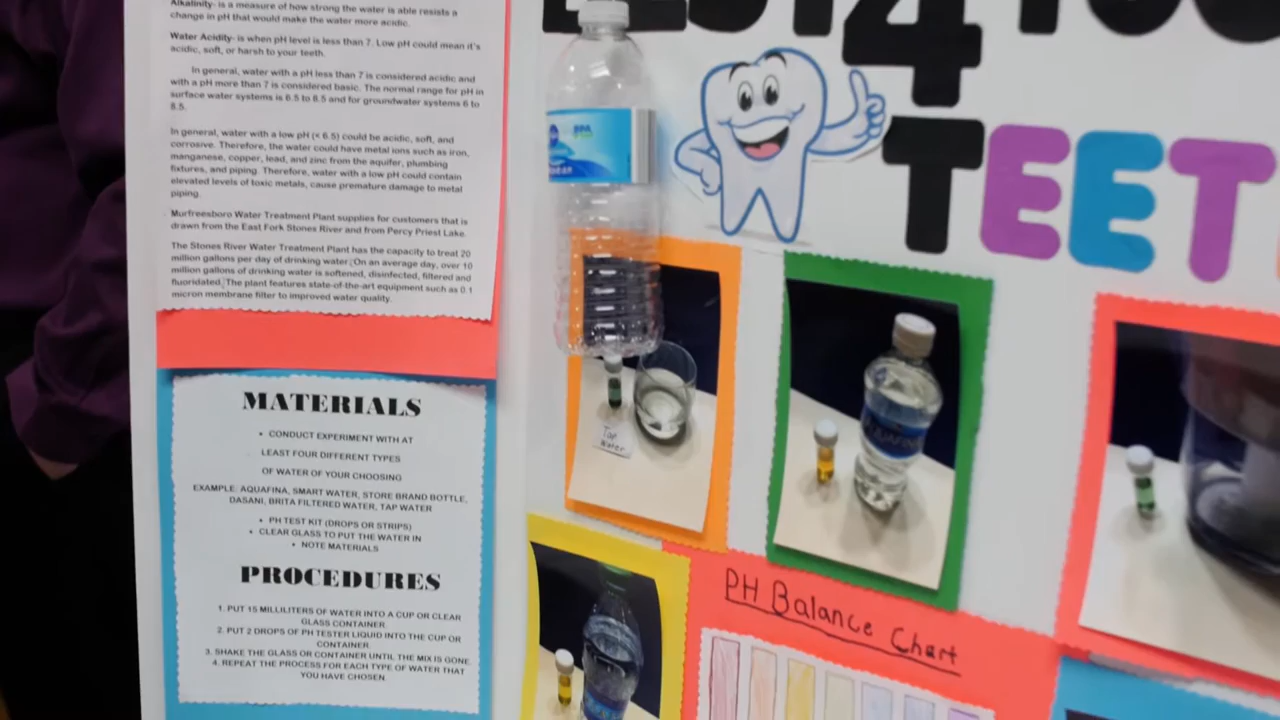 Alkalinity- is a measure of how strong the water is able resists a
change in pH that would make the water more acidic.
Water Acidity- is when pH level is less than 7. Low pH could mean it's
acidic, soft, or harsh to your teeth.
In general, water with a pH less than 7 is considered acidic and
with a pH more than 7 is considered basic. The normal range for pH in
surface water systems is 6.5 to 8.5 and for groundwater systems 6 to
8.5.
In general, water with a low pH (< 6.5) could be acidic, soft, and
corrosive. Therefore, the water could have metal ions such as iron,
manganese, copper, lead, and zinc from the aquifer, plumbing
fixtures, and piping. Therefore, water with a low pH could contain
elevated levels of toxic metals, cause premature damage to metal
piping.
Murfreesboro Water Treatment Plant supplies for customers that is
drawn from the East Fork Stones River and from Percy Priest Lake.
The Stones River Water Treatment Plant has the capacity to treat 20
million gallons per day of drinking water. On an average day, over 10
million gallons of drinking water is softened, disinfected, filtered and
fluoridated. The plant features state-of-the-art equipment such as 0.1
micron membrane filter to improved water quality.
MATERIALS
• CONDUCT EXPERIMENT WITH AT
LEAST FOUR DIFFERENT TYPES
OF WATER OF YOUR CHOOSING
EXAMPLE: AQUAFINA, SMART WATER, STORE BRAND BOTTLE,
DASANI, BRITA FILTERED WATER, TAP WATER
• PH TEST KIT (DROPS OR STRIPS)
• CLEAR GLASS TO PUT THE WATER IN
• NOTE MATERIALS
PROCEDURES
1. PUT 15 MILLILITERS OF WATER INTO A CUP OR CLEAR
GLASS CONTAINER.
2. PUT 2 DROPS OF PH TESTER LIQUID INTO THE CUP OR
CONTAINER.
3. SHAKE THE GLASS OR CONTAINER UNTIL THE MIX IS GONE.
4. REPEAT THE PROCESS FOR EACH TYPE OF WATER THAT
YOU HAVE CHOSEN.
4
TEET
Tap
Water
AQUAFINA
PH Balance Chart